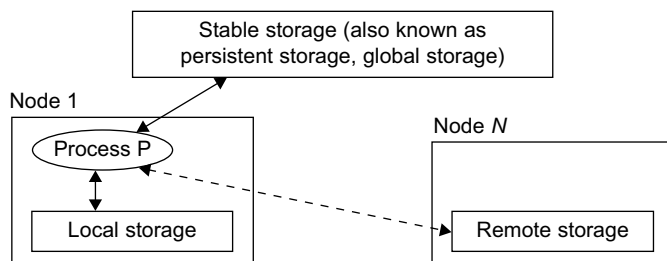 Stable storage (also known as
persistent storage, global storage)
Node 1
Process P
Local storage
Node N
Remote storage